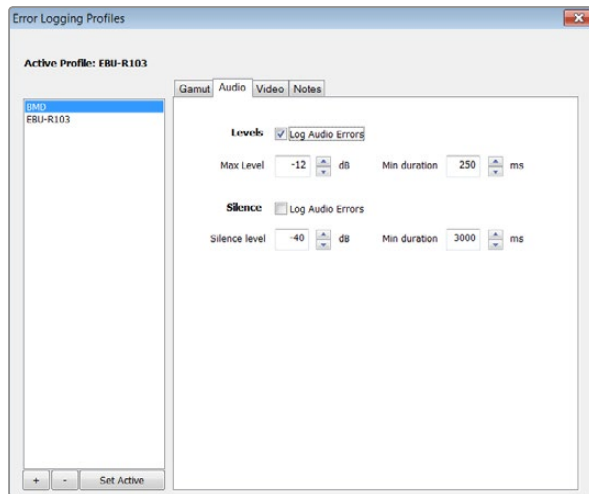 Error Logging Profiles
Active Profile: EBU-R103
Gamut Audio Video Notes
BMD
EBU-R103
Levels Log Audio Errors
Max Level -12 dB Min duration 250 ms
Silence Log Audio Errors
Silence level -40 dB Min duration 3000 ms
+ - Set Active